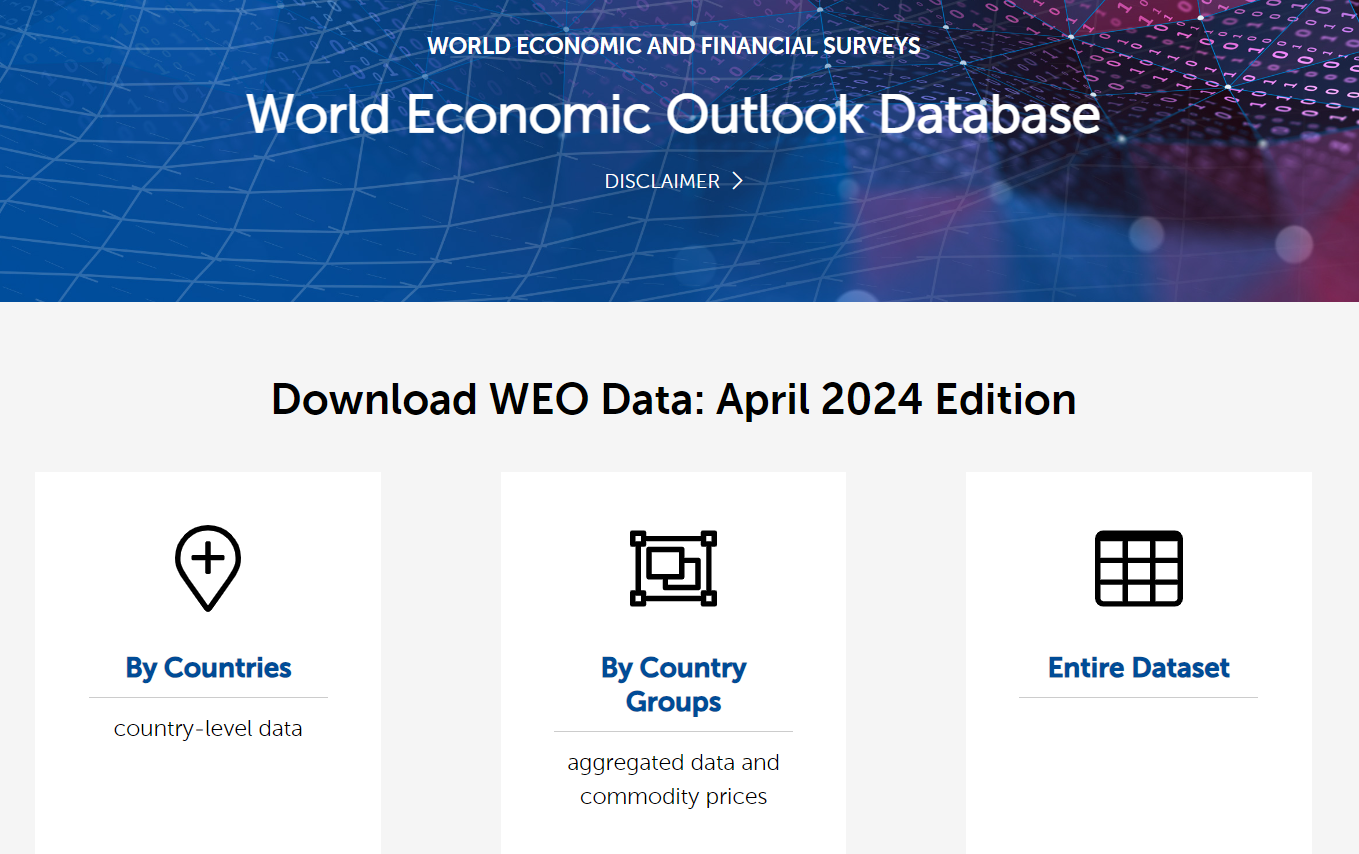 WORLD ECONOMIC AND FINANCIAL SURVEYS
World Economic Outlook Database
DISCLAIMER
Download WEO Data: April 2024 Edition
By Countries
country-level data
By Country
Groups
aggregated data and
commodity prices
Entire Dataset